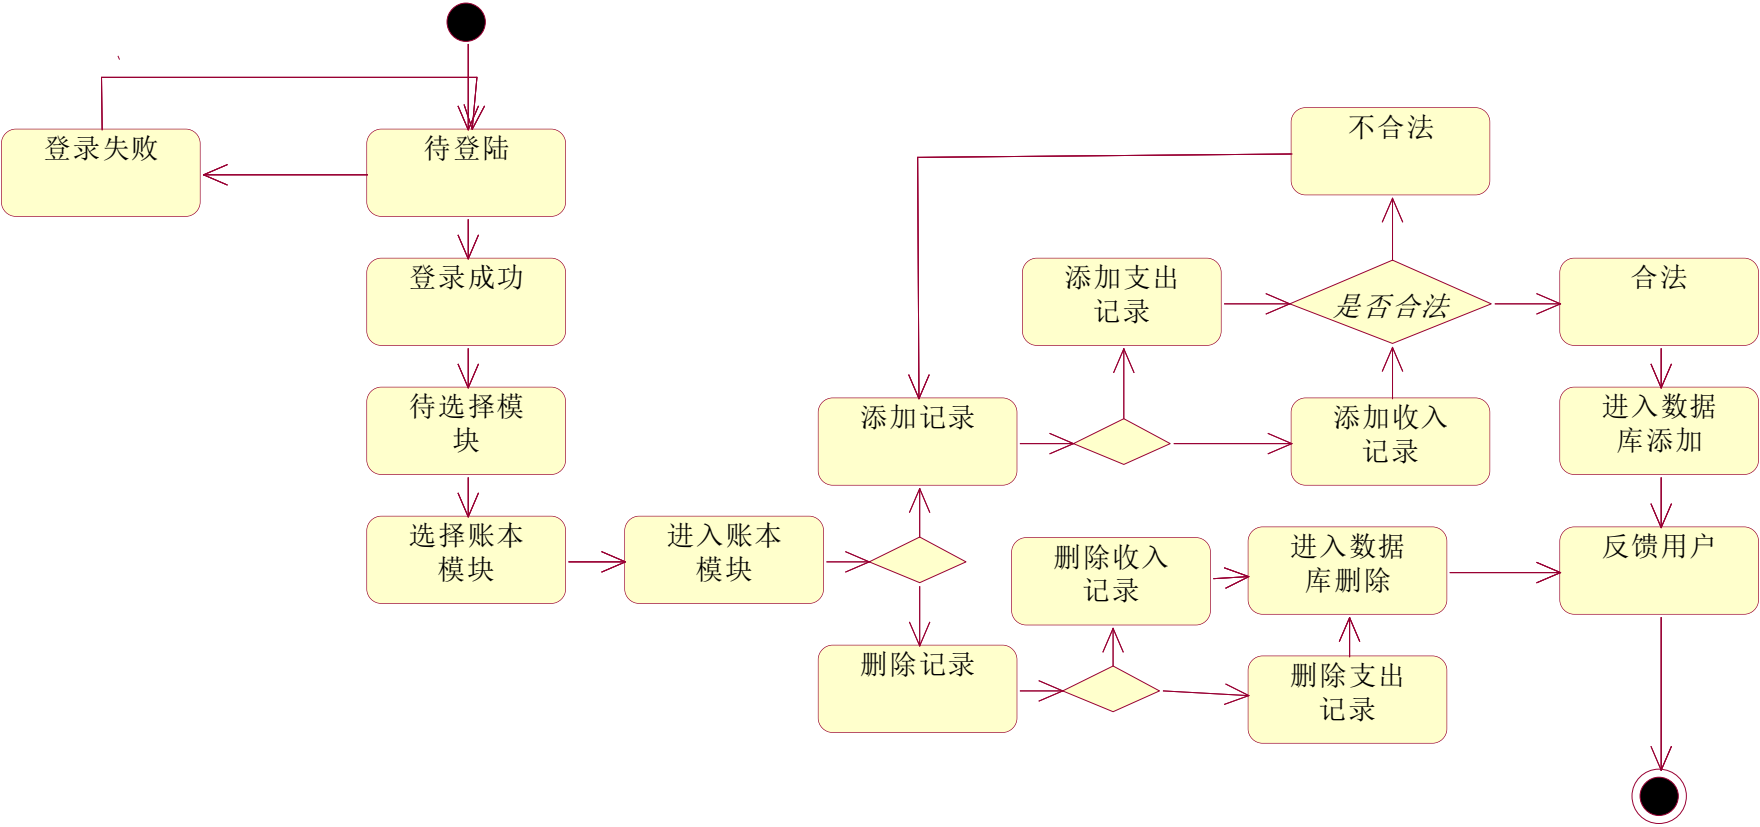 登录失败
待登陆
登录成功
待选择模
块
选择账本
模块
进入账本
模块
添加记录
删除记录
添加支出
记录
不合法
是否合法
添加收入
记录
合法
进入数据
库添加
删除收入
记录
进入数据
库删除
删除支出
记录
反馈用户